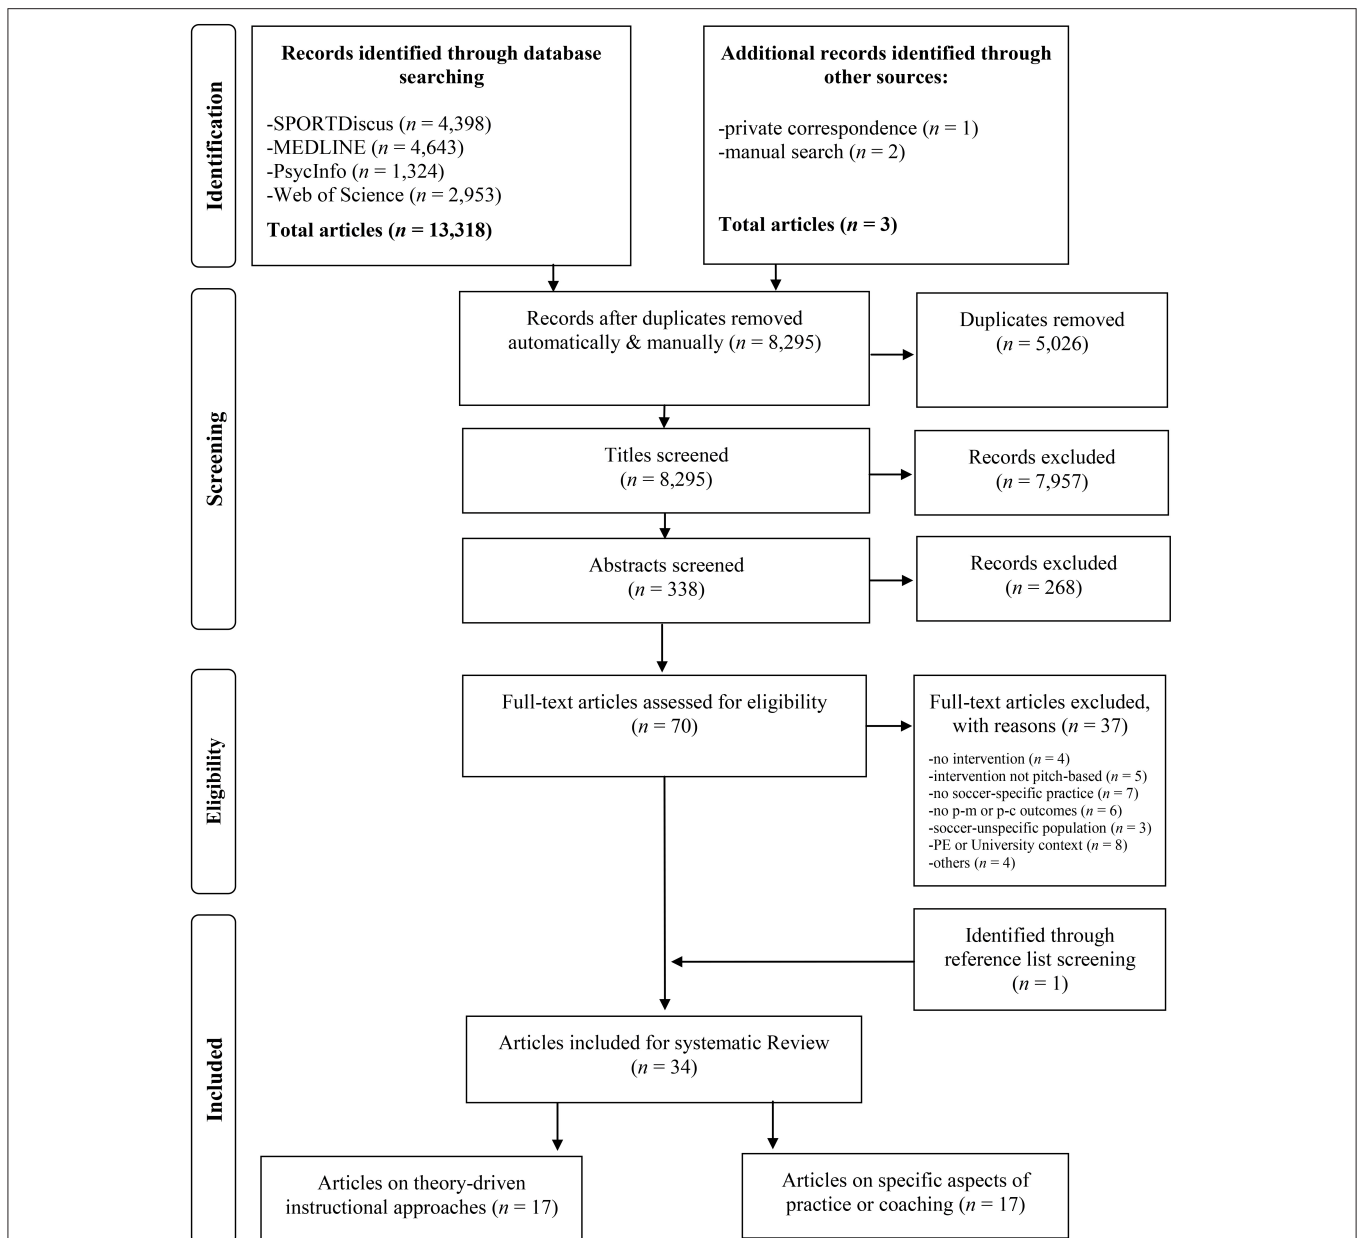 Identification
Records identified through database
searching
-SPORTDiscus (n = 4,398)
-MEDLINE (n = 4,643)
-PsycInfo (n = 1,324)
-Web of Science (n = 2,953)
Total articles (n = 13,318)
Additional records identified through
other sources:
-private correspondence (n = 1)
-manual search (n = 2)
Total articles (n = 3)
Screening
Records after duplicates removed
automatically & manually (n = 8,295)
Duplicates removed
(n = 5,026)
Titles screened
(n = 8,295)
Records excluded
(n = 7,957)
Abstracts screened
(n = 338)
Records excluded
(n = 268)
Eligibility
Full-text articles assessed for eligibility
(n = 70)
Full-text articles excluded,
with reasons (n = 37)
-no intervention (n = 4)
-intervention not pitch-based (n = 5)
-no soccer-specific practice (n = 7)
-no p-m or p-c outcomes (n = 6)
-soccer-unspecific population (n = 3)
-PE or University context (n = 8)
-others (n = 4)
Included
Identified through
reference list screening
(n = 1)
Articles included for systematic Review
(n = 34)
Articles on theory-driven
instructional approaches (n = 17)
Articles on specific aspects of
practice or coaching (n = 17)